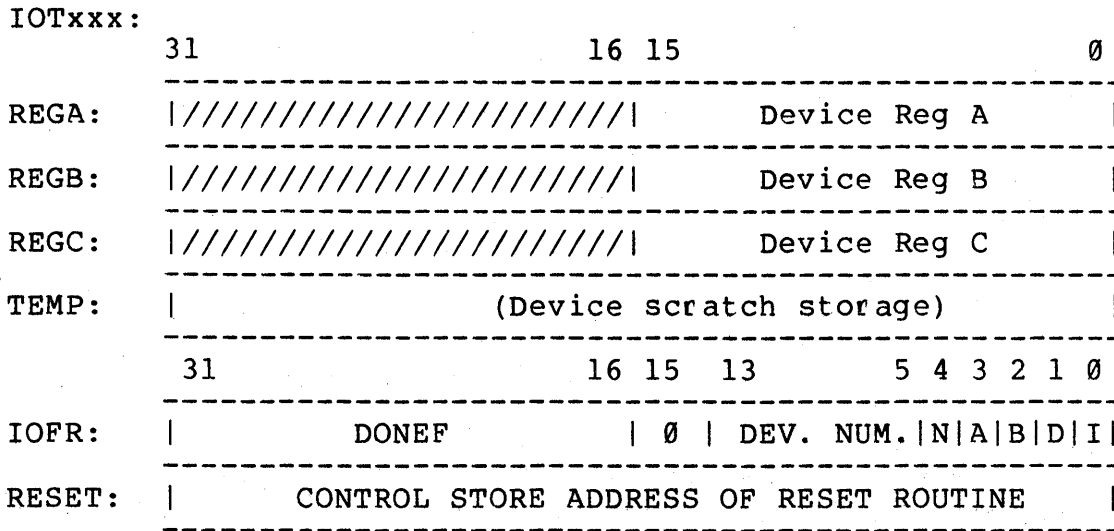 IOTxxx:
31 16 15 0
REGA: |//////////////////////| Device Reg A |
REGB: |//////////////////////| Device Reg B |
REGC: |//////////////////////| Device Reg C |
TEMP: | (Device scratch storage) |
31 16 15 13 5 4 3 2 1 0
IOFR: | DONEF | 0 | DEV. NUM.|N|A|B|D|I|
RESET: | CONTROL STORE ADDRESS OF RESET ROUTINE |